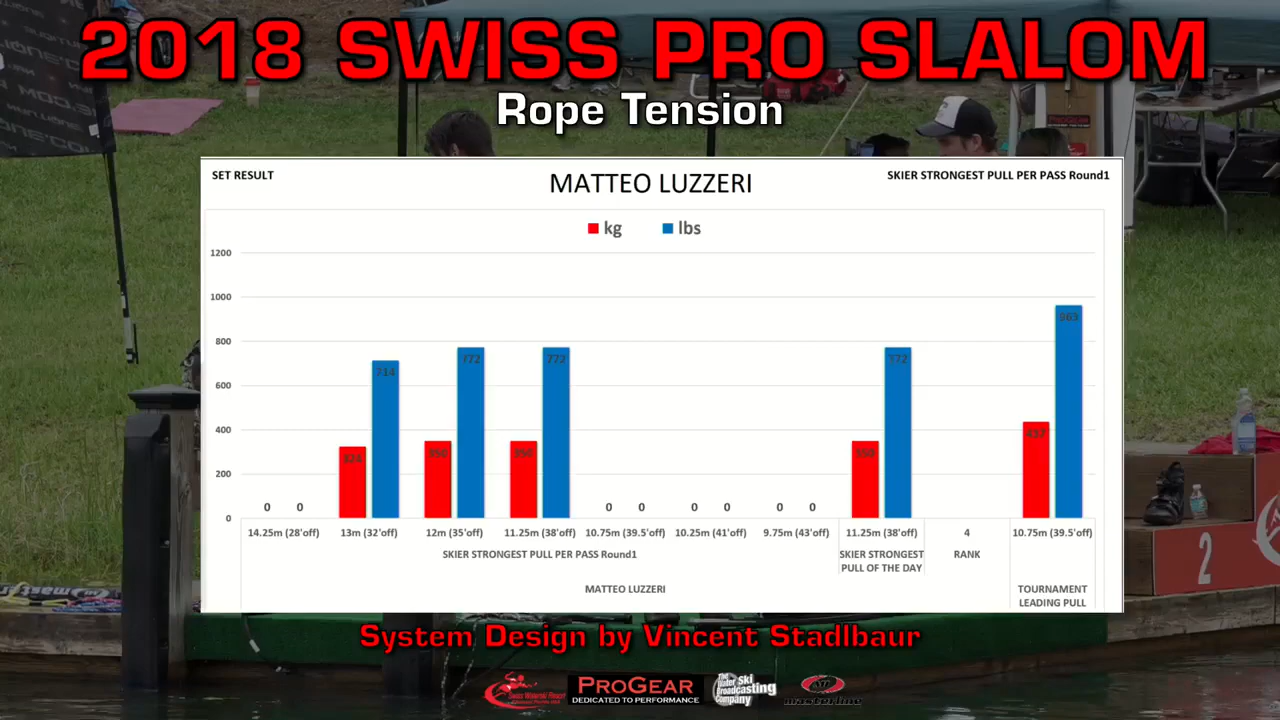 2018 SWISS PRO SLALOM
Rope Tension
SET RESULT
MATTEO LUZZERI
SKIER STRONGEST PULL PER PASS Round1
kg lbs
1200
1000
800
600
400
200
0
0 0 324 714 350 772 350 772 0 0 0 0 0 0 350 772 437 963
14.25m (28'off) 13m (32'off) 12m (35'off) 11.25m (38'off) 10.75m (39.5'off) 10.25m (41'off) 9.75m (43'off) 11.25m (38'off) 4 10.75m (39.5'off)
SKIER STRONGEST PULL PER PASS Round1
SKIER STRONGEST
PULL OF THE DAY
RANK
MATTEO LUZZERI
TOURNAMENT
LEADING PULL
2
System Design by Vincent Stadlbaur
PROGEAR
DEDICATED TO PERFORMANCE
The
Water Ski
Broadcasting
Company
masterline